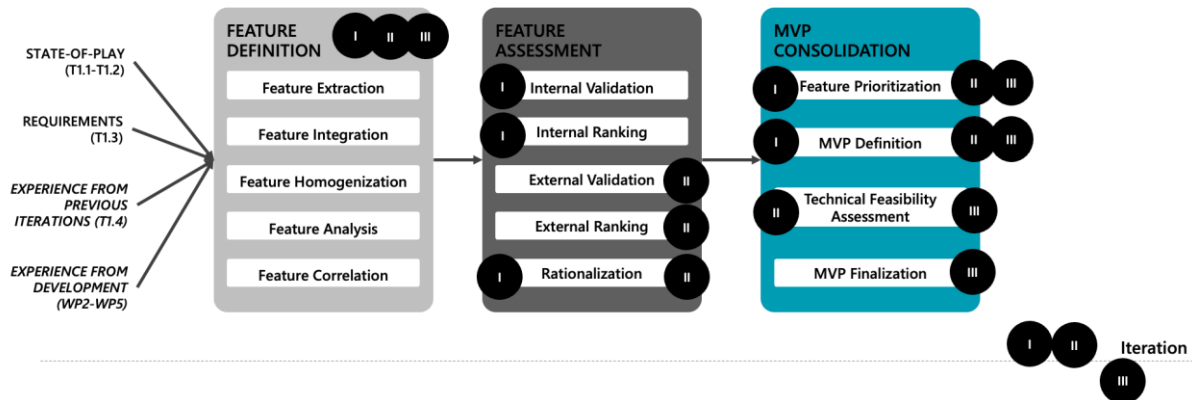 STATE-OF-PLAY
(T1.1-T1.2)
REQUIREMENTS
(T1.3)
EXPERIENCE FROM
PREVIOUS
ITERATIONS (T1.4)
EXPERIENCE FROM
DEVELOPMENT
(WP2-WP5)
FEATURE
DEFINITION
I II III
Feature Extraction
Feature Integration
Feature Homogenization
Feature Analysis
Feature Correlation
FEATURE
ASSESSMENT
I Internal Validation
I Internal Ranking
External Validation II
External Ranking II
I Rationalization II
MVP
CONSOLIDATION
I Feature Prioritization II III
I MVP Definition II III
II Technical Feasibility III
Assessment
MVP Finalization III
I II Iteration
III